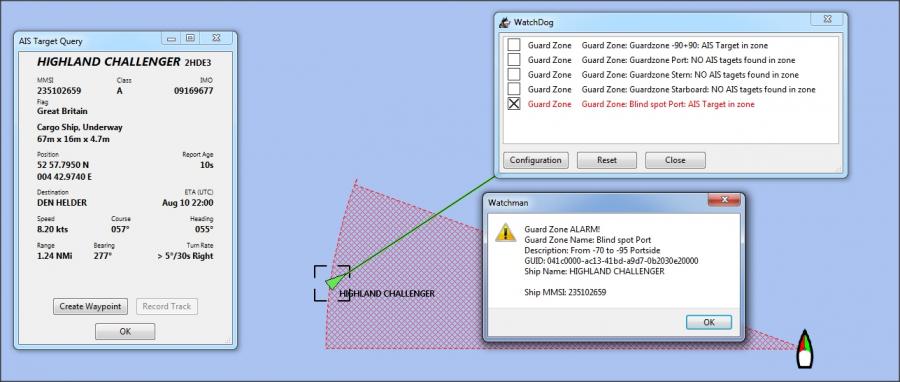 AIS Target Query
HIGHLAND CHALLENGER 2HDE3
MMSI Class IMO
235102659 A 09169677
Flag
Great Britain
Cargo Ship, Underway
67m x 16m x 4.7m
Position Report Age
52 57.7950 N 10s
004 42.9740 E
Destination ETA (UTC)
DEN HELDER Aug 10 22:00
Speed Course Heading
8.20 kts 057° 055°
Range Bearing Turn Rate
1.24 NMi 277° > 5°/30s Right
Create Waypoint Record Track
OK
WatchDog
Guard Zone Guard Zone: Guardzone -90+90: AIS Target in zone
Guard Zone Guard Zone: Guardzone Port: NO AIS tagets found in zone
Guard Zone Guard Zone: Guardzone Stern: NO AIS tagets found in zone
Guard Zone Guard Zone: Guardzone Starboard: NO AIS tagets found in zone
Guard Zone Guard Zone: Blind spot Port: AIS Target in zone
Configuration Reset Close
Watchman
Guard Zone ALARM!
Guard Zone Name: Blind spot Port
Description: From -70 to -95 Portside
GUID: 041c0000-ac13-41bd-a9d7-0b2030e20000
Ship Name: HIGHLAND CHALLENGER
Ship MMSI: 235102659
OK
HIGHLAND CHALLENGER